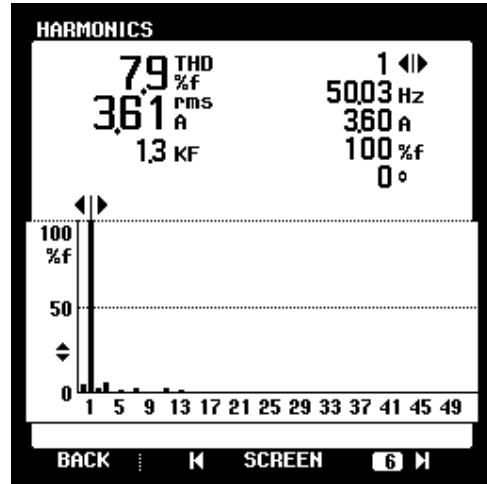 HARMONICS
7.9 THD %f
3.61 rms A
1.3 KF
1
50.03 Hz
3.60 A
100 %f
0 °
100
%f
50
0
1 5 9 13 17 21 25 29 33 37 41 45 49
BACK SCREEN 6